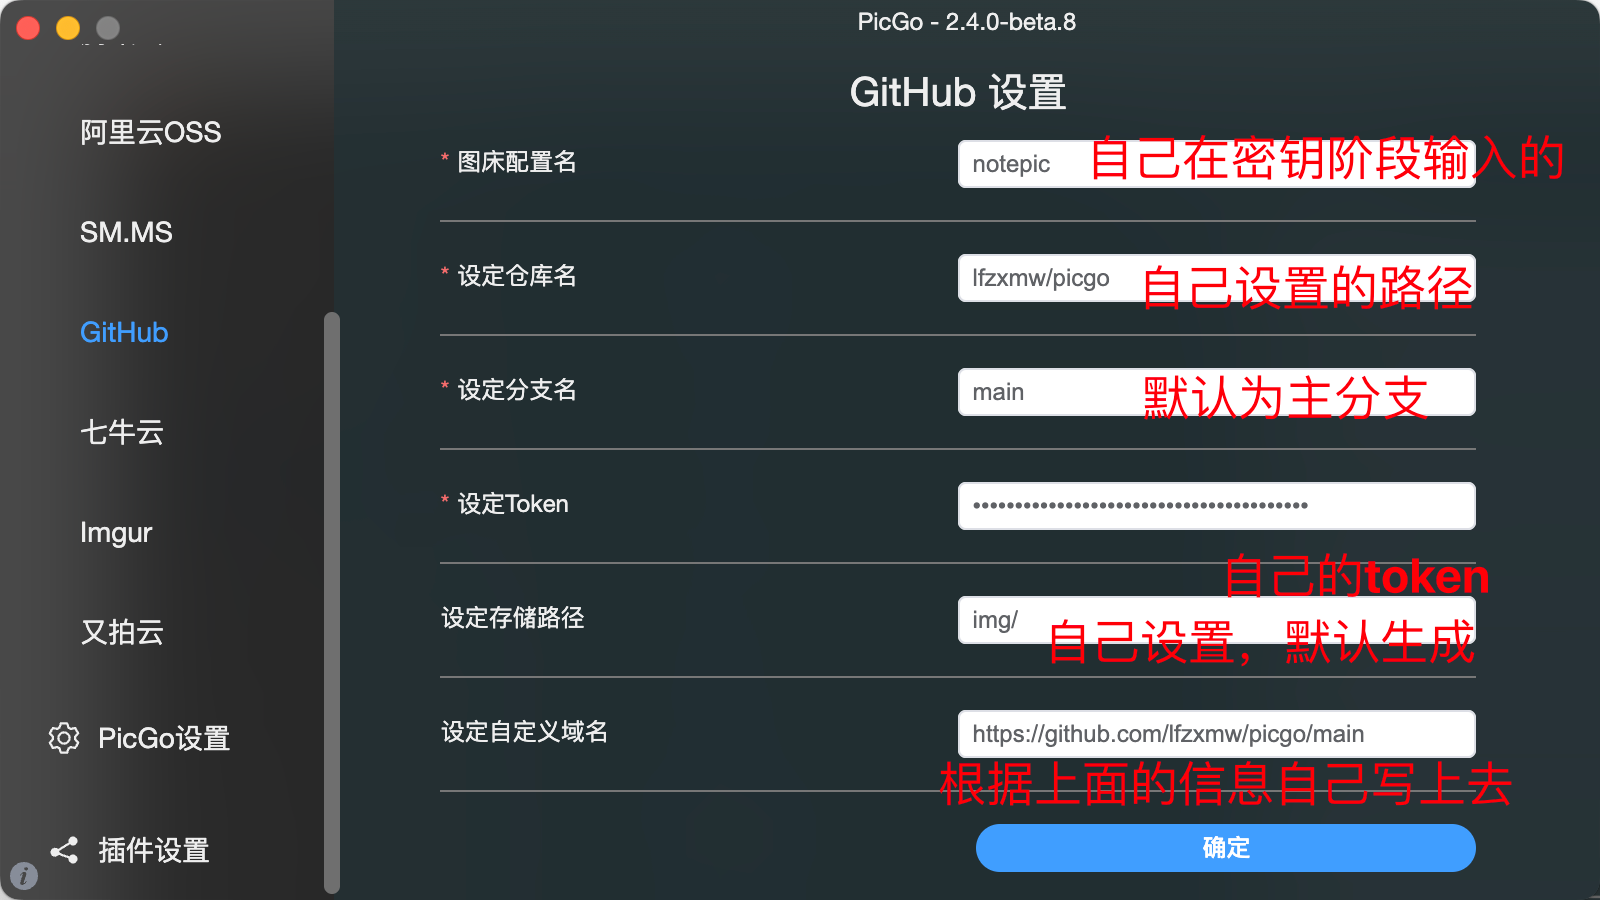 PicGo - 2.4.0-beta.8
阿里云OSS
SM.MS
GitHub
七牛云
Imgur
又拍云
PicGo设置
插件设置
GitHub 设置
* 图床配置名
notepic
自己在密钥阶段输入的
* 设定仓库名
lfzxmw/picgo
自己设置的路径
* 设定分支名
main
默认为主分支
* 设定Token
自己的token
设定存储路径
img/
自己设置，默认生成
设定自定义域名
https://github.com/lfzxmw/picgo/main
根据上面的信息自己写上去
确定